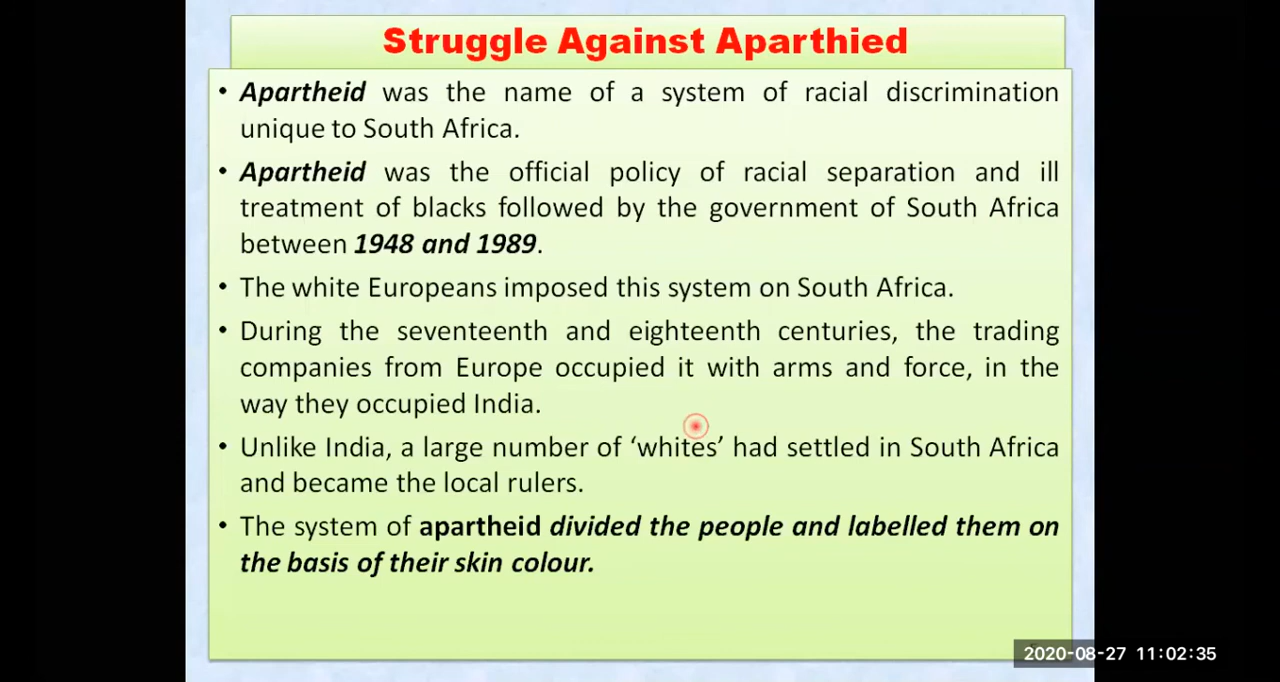 Struggle Against Aparthied
• Apartheid was the name of a system of racial discrimination
unique to South Africa.
• Apartheid was the official policy of racial separation and ill
treatment of blacks followed by the government of South Africa
between 1948 and 1989.
• The white Europeans imposed this system on South Africa.
• During the seventeenth and eighteenth centuries, the trading
companies from Europe occupied it with arms and force, in the
way they occupied India.
• Unlike India, a large number of ‘whites’ had settled in South Africa
and became the local rulers.
• The system of apartheid divided the people and labelled them on
the basis of their skin colour.
2020-08-27 11:02:35